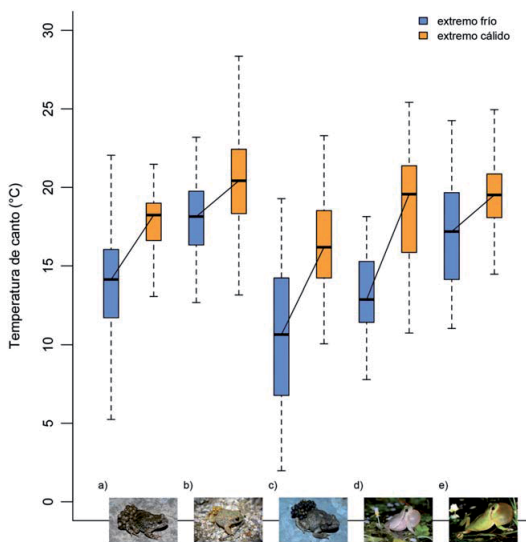 extremo frío
extremo cálido
Temperatura de canto (°C)
30
25
20
15
10
5
0
a) b) c) d) e)